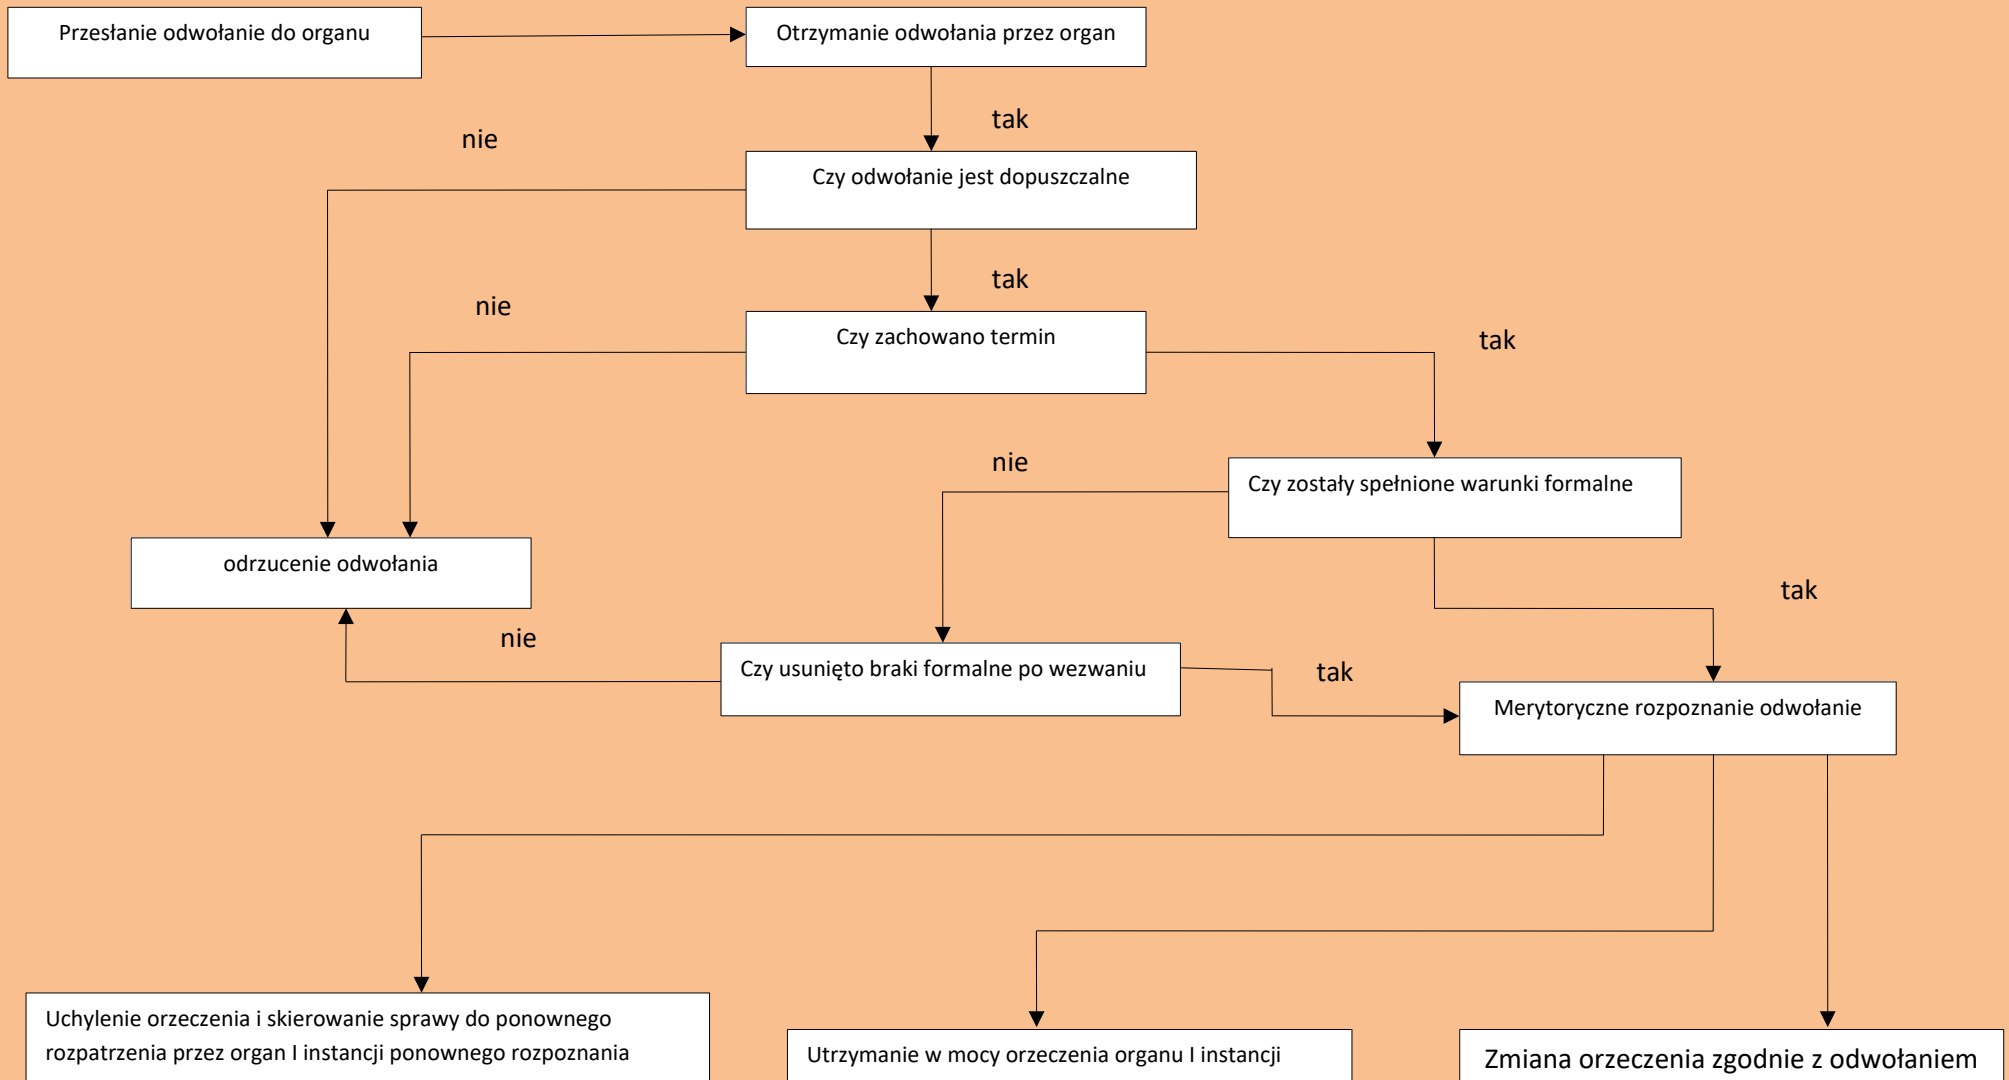 Przesłanie odwołanie do organu
Otrzymanie odwołania przez organ
tak
nie
Czy odwołanie jest dopuszczalne
tak
nie
Czy zachowano termin
tak
nie
Czy zostały spełnione warunki formalne
odrzucenie odwołania
tak
nie
Czy usunięto braki formalne po wezwaniu
tak
Merytoryczne rozpoznanie odwołanie
Uchylenie orzeczenia i skierowanie sprawy do ponownego
rozpatrzenia przez organ I instancji ponownego rozpoznania
Utrzymanie w mocy orzeczenia organu I instancji
Zmiana orzeczenia zgodnie z odwołaniem